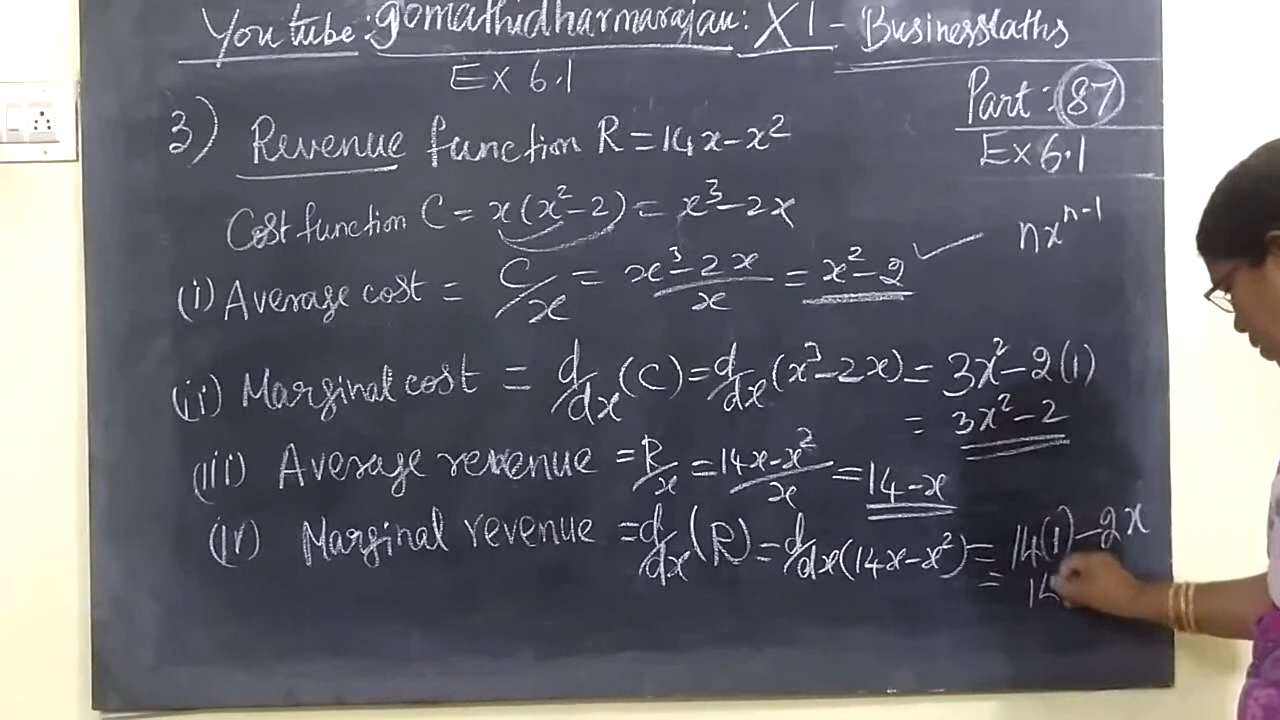 Youtube: gomathidharmarajan: XI - Business Maths
Ex 6.1
Part: 87
Ex 6.1
3) Revenue function R = 14x - x²
Cost function C = x(x² - 2) = x³ - 2x
nx^(n-1)
(i) Average cost = C/x = (x³ - 2x)/x = x² - 2 ✓
(ii) Marginal cost = d/dx (C) = d/dx (x³ - 2x) = 3x² - 2(1)
= 3x² - 2
(iii) Average revenue = R/x = (14x - x²)/x = 14 - x
(iv) Marginal revenue = d/dx (R) = d/dx (14x - x²) = 14(1) - 2x
= 14